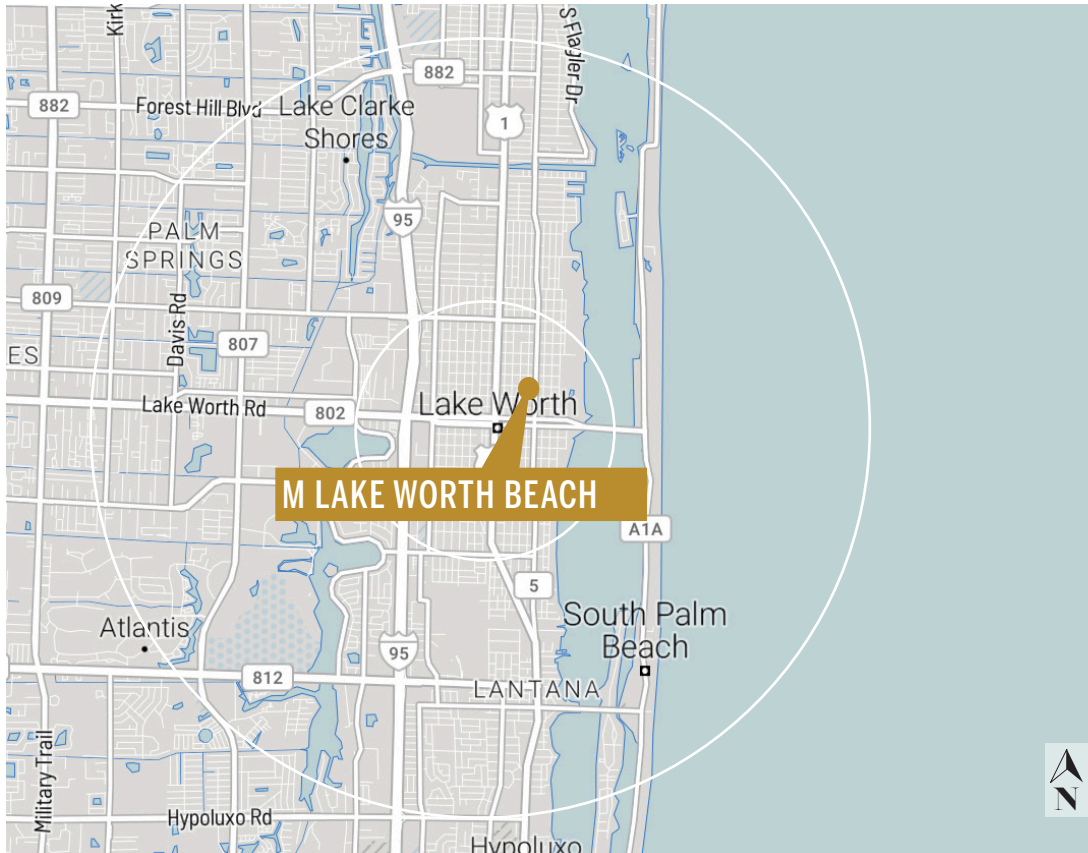 Kirk
S Flagler Dr
882
882
Forest Hill Blvd
Lake Clarke
Shores
1
95
PALM
SPRINGS
809
Davis Rd
807
ES
A1A
Lake Worth Rd
802
Lake Worth
M LAKE WORTH BEACH
A1A
5
South Palm
Beach
Atlantis
95
812
LANTANA
Military Trail
Hypoluxo Rd
Hypoluxo
N